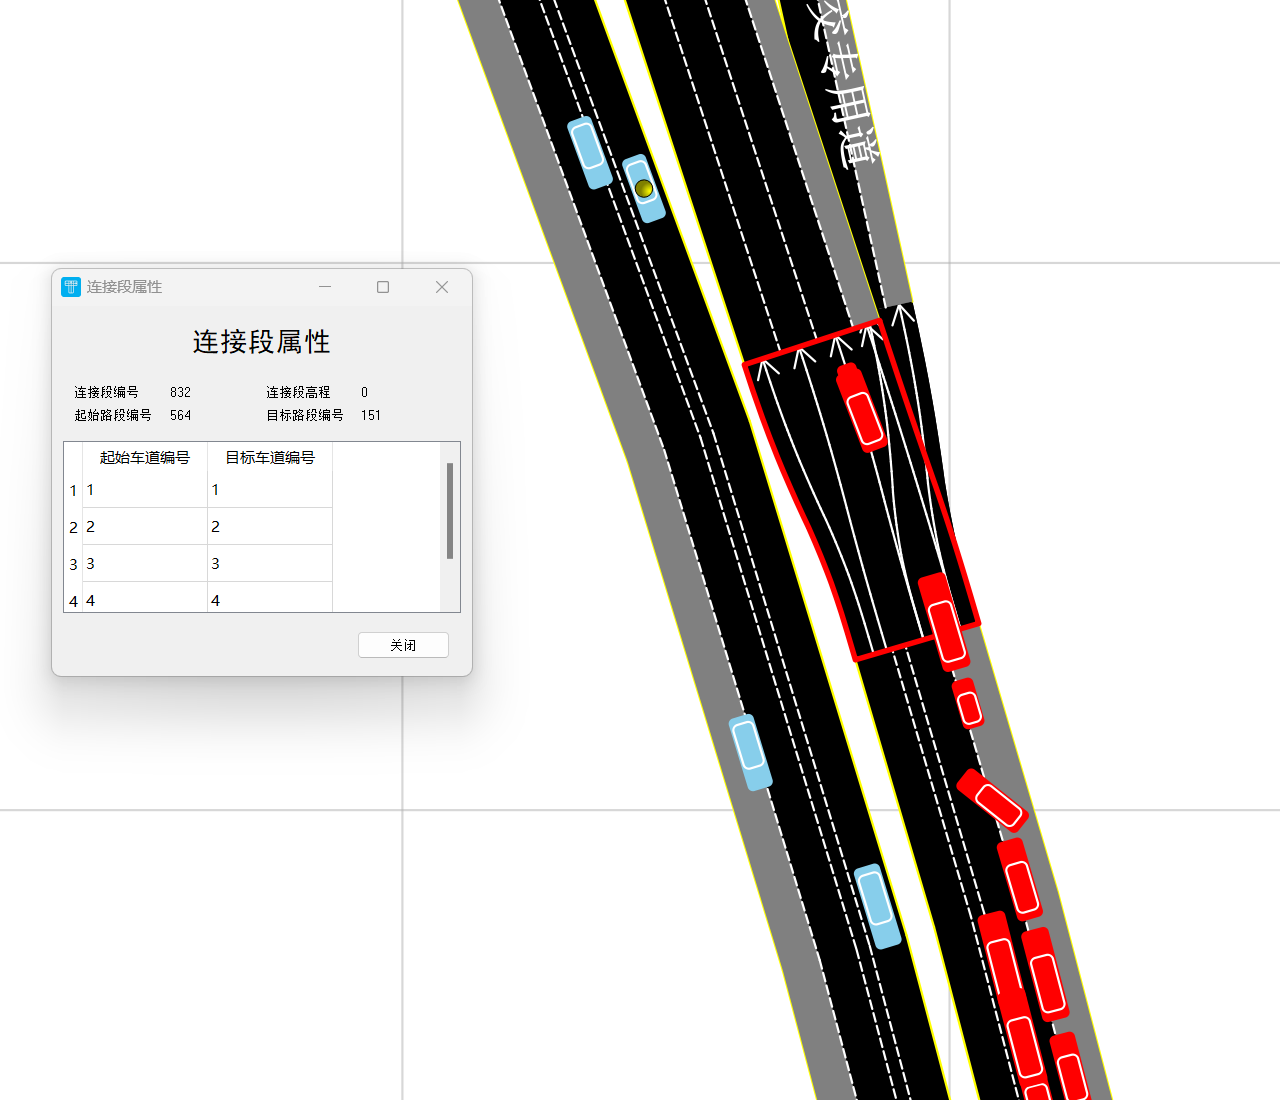 交专用道
连接段属性
连接段属性
连接段编号 832 连接段高程 0
起始路段编号 564 目标路段编号 151
起始车道编号 目标车道编号
1 1 1
2 2 2
3 3 3
4 4 4
关闭